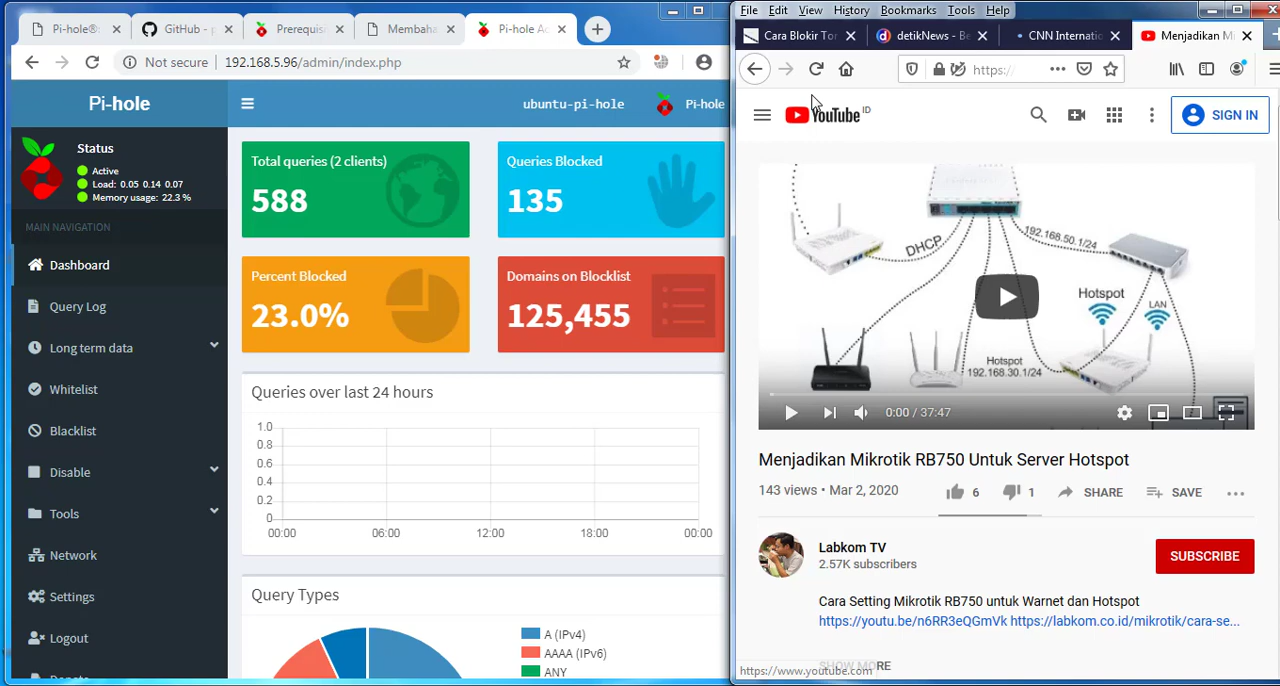 Pi-hole®:
GitHub - p
Prerequis
Membaha
Pi-hole Ad
Not secure
192.168.5.96/admin/index.php
Pi-hole
ubuntu-pi-hole
Pi-hole
Status
Active
Load: 0.05 0.14 0.07
Memory usage: 22.3 %
MAIN NAVIGATION
Dashboard
Query Log
Long term data
Whitelist
Blacklist
Disable
Tools
Network
Settings
Logout
Total queries (2 clients)
588
Queries Blocked
135
Percent Blocked
23.0%
Domains on Blocklist
125,455
Queries over last 24 hours
1.0
0.8
0.6
0.4
0.2
0
00:00
06:00
12:00
18:00
00:00
Query Types
A (IPv4)
AAAA (IPv6)
ANY
File Edit View History Bookmarks Tools Help
Cara Blokir Tor
detikNews - Be
CNN Internatio
Menjadikan Mi
https://
YouTube ID
SIGN IN
DHCP
192.168.50.1/24
Hotspot
LAN
Hotspot
192.168.30.1/24
0:00 / 37:47
Menjadikan Mikrotik RB750 Untuk Server Hotspot
143 views • Mar 2, 2020
6
1
SHARE
SAVE
Labkom TV
2.57K subscribers
SUBSCRIBE
Cara Setting Mikrotik RB750 untuk Warnet dan Hotspot
https://youtu.be/n6RR3eQGmVk https://labkom.co.id/mikrotik/cara-se...
SHOW MORE
https://www.youtube.com